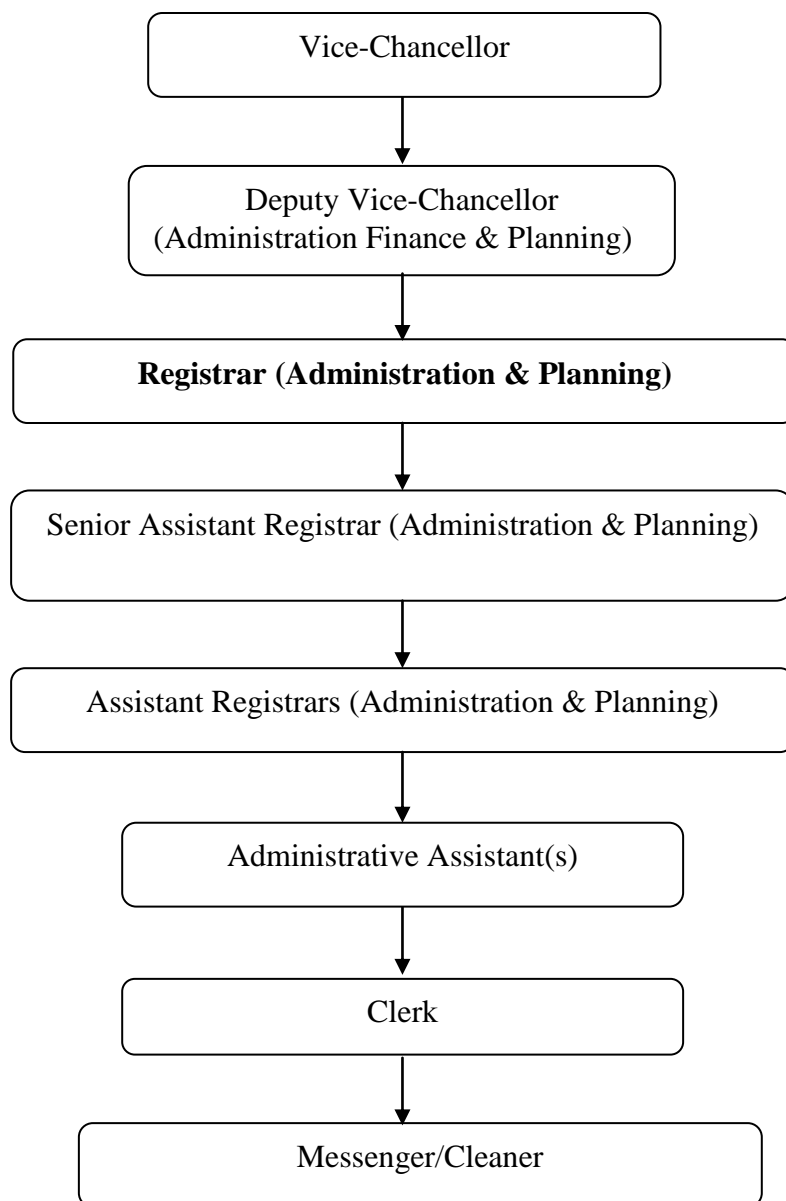 Vice-Chancellor
Deputy Vice-Chancellor
(Administration Finance & Planning)
Registrar (Administration & Planning)
Senior Assistant Registrar (Administration & Planning)
Assistant Registrars (Administration & Planning)
Administrative Assistant(s)
Clerk
Messenger/Cleaner